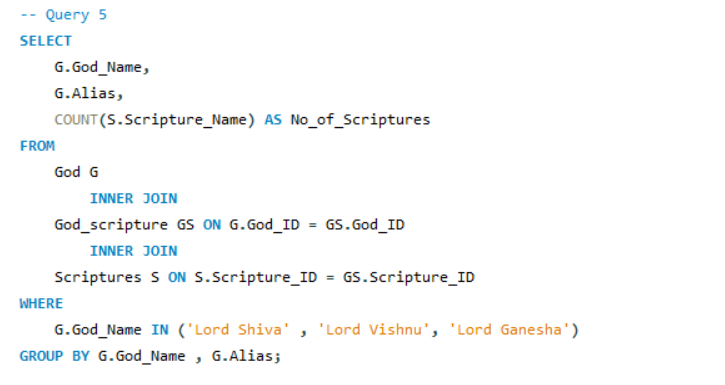 -- Query 5
SELECT
    G.God_Name,
    G.Alias,
    COUNT(S.Scripture_Name) AS No_of_Scriptures
FROM
    God G
        INNER JOIN
    God_scripture GS ON G.God_ID = GS.God_ID
        INNER JOIN
    Scriptures S ON S.Scripture_ID = GS.Scripture_ID
WHERE
    G.God_Name IN ('Lord Shiva' , 'Lord Vishnu', 'Lord Ganesha')
GROUP BY G.God_Name , G.Alias;